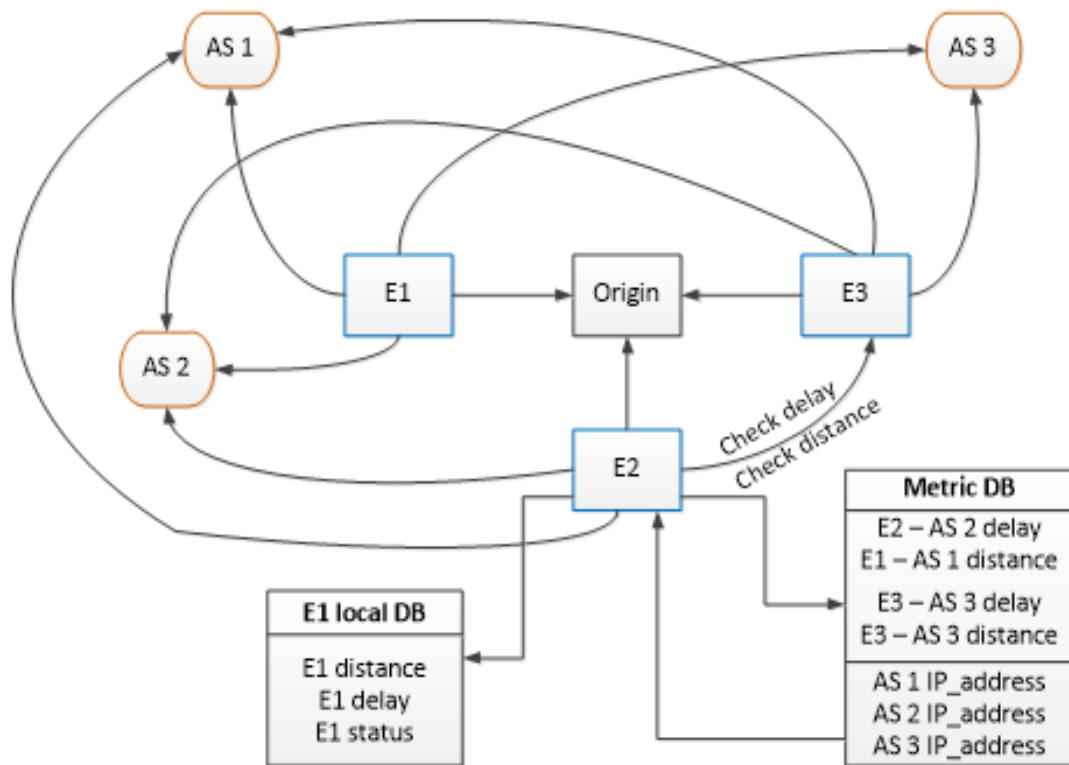 AS 1
AS 3
E1
Origin
E3
AS 2
Check delay
Check distance
E2
Metric DB
E2 – AS 2 delay
E1 – AS 1 distance
E3 – AS 3 delay
E3 – AS 3 distance
AS 1 IP_address
AS 2 IP_address
AS 3 IP_address
E1 local DB
E1 distance
E1 delay
E1 status